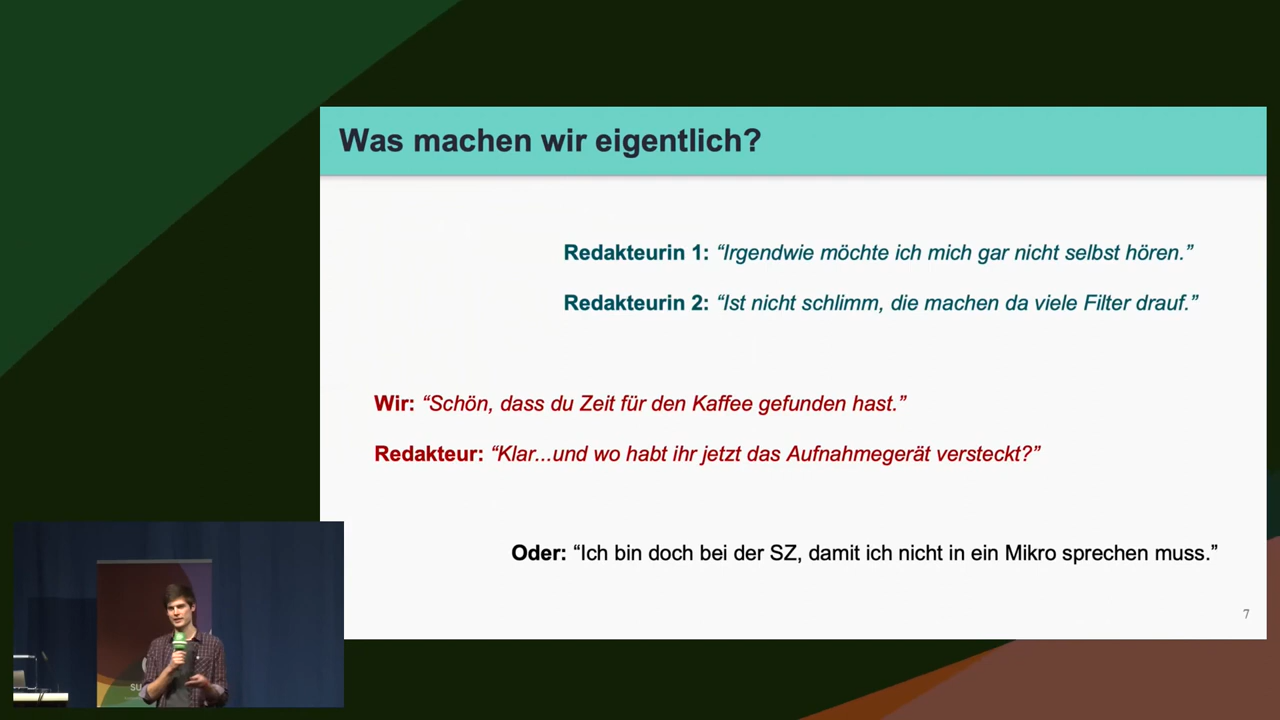 Was machen wir eigentlich?
Redakteurin 1: “Irgendwie möchte ich mich gar nicht selbst hören.”
Redakteurin 2: “Ist nicht schlimm, die machen da viele Filter drauf.”
Wir: “Schön, dass du Zeit für den Kaffee gefunden hast.”
Redakteur: “Klar...und wo habt ihr jetzt das Aufnahmegerät versteckt?”
Oder: “Ich bin doch bei der SZ, damit ich nicht in ein Mikro sprechen muss.”
7